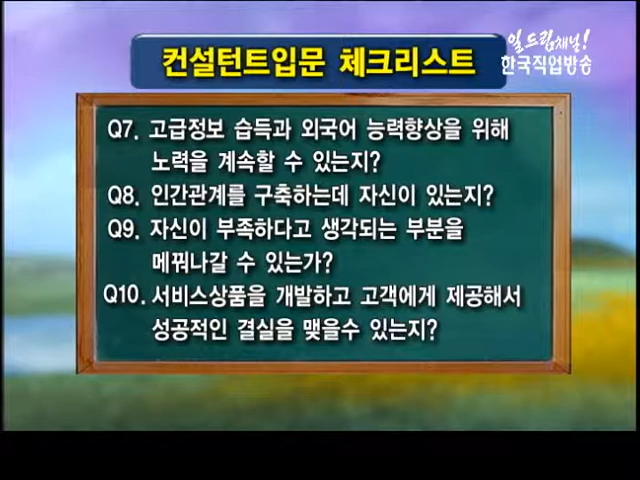 컨설턴트입문 체크리스트
일 드림채널!
한국직업방송
Q7. 고급정보 습득과 외국어 능력향상을 위해
노력을 계속할 수 있는지?
Q8. 인간관계를 구축하는데 자신이 있는지?
Q9. 자신이 부족하다고 생각되는 부분을
메꿔나갈 수 있는가?
Q10. 서비스상품을 개발하고 고객에게 제공해서
성공적인 결실을 맺을수 있는지?